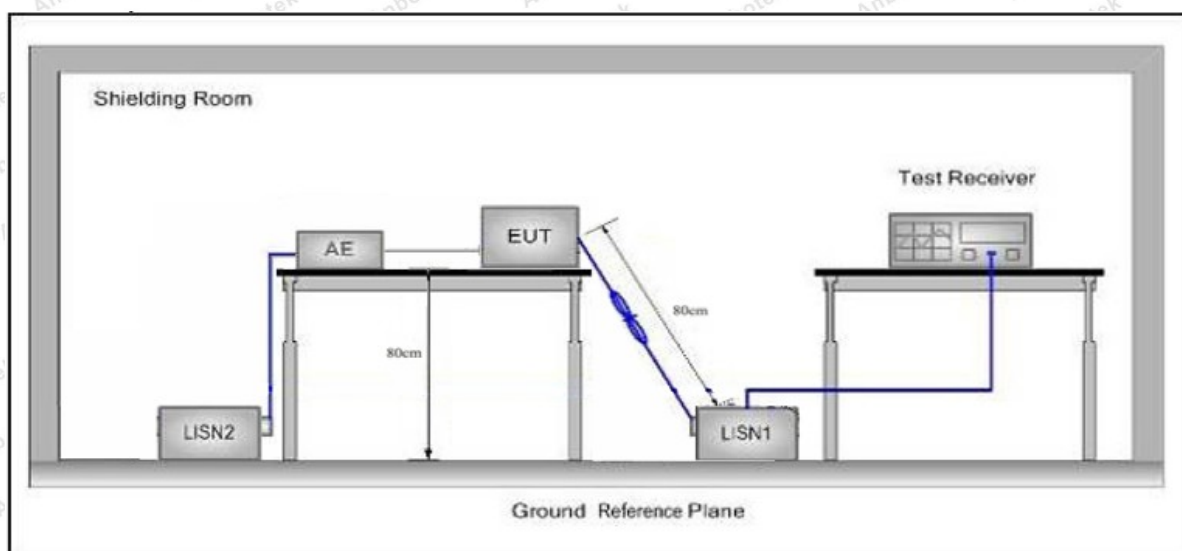 Shielding Room
Test Receiver
AE
EUT
80cm
80cm
LISN2
LISN1
Ground Reference Plane